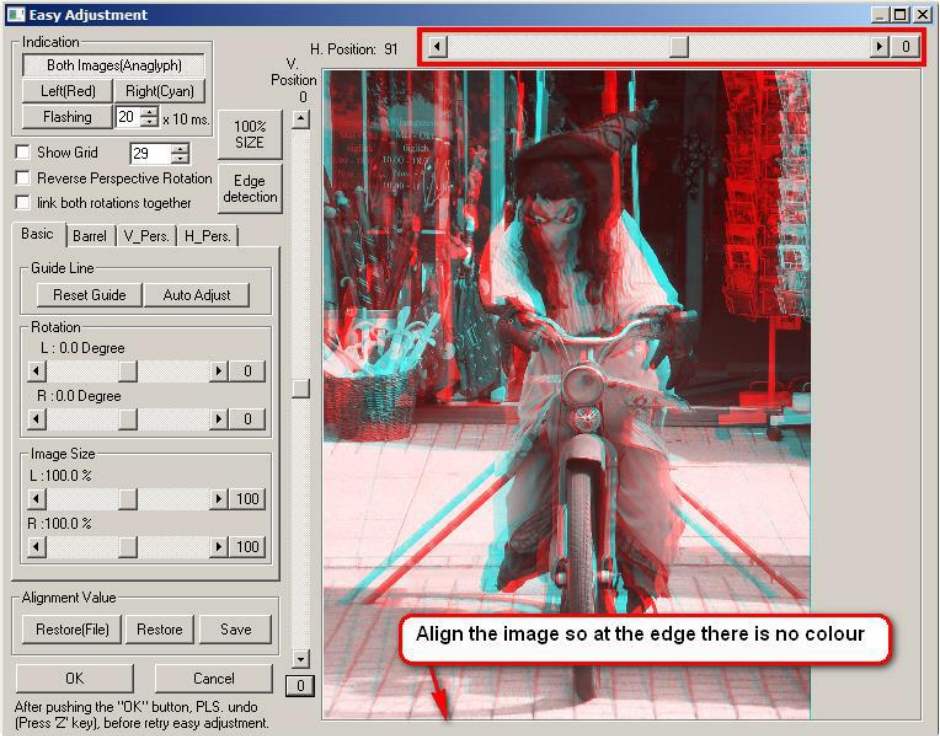 Easy Adjustment
Indication
Both Images(Anaglyph)
Left(Red) Right(Cyan)
Flashing 20 x 10 ms.
H. Position: 91
0
V.
Position
0
100%
SIZE
Show Grid 29
Reverse Perspective Rotation
link both rotations together
Edge
detection
Basic Barrel V_Pers. H_Pers.
Guide Line
Reset Guide Auto Adjust
Rotation
L : 0.0 Degree
0
R :0.0 Degree
0
Image Size
L :100.0 %
100
R :100.0 %
100
Alignment Value
Restore(File) Restore Save
OK Cancel
0
After pushing the "OK" button, PLS. undo
(Press 'Z' key), before retry easy adjustment.
Align the image so at the edge there is no colour